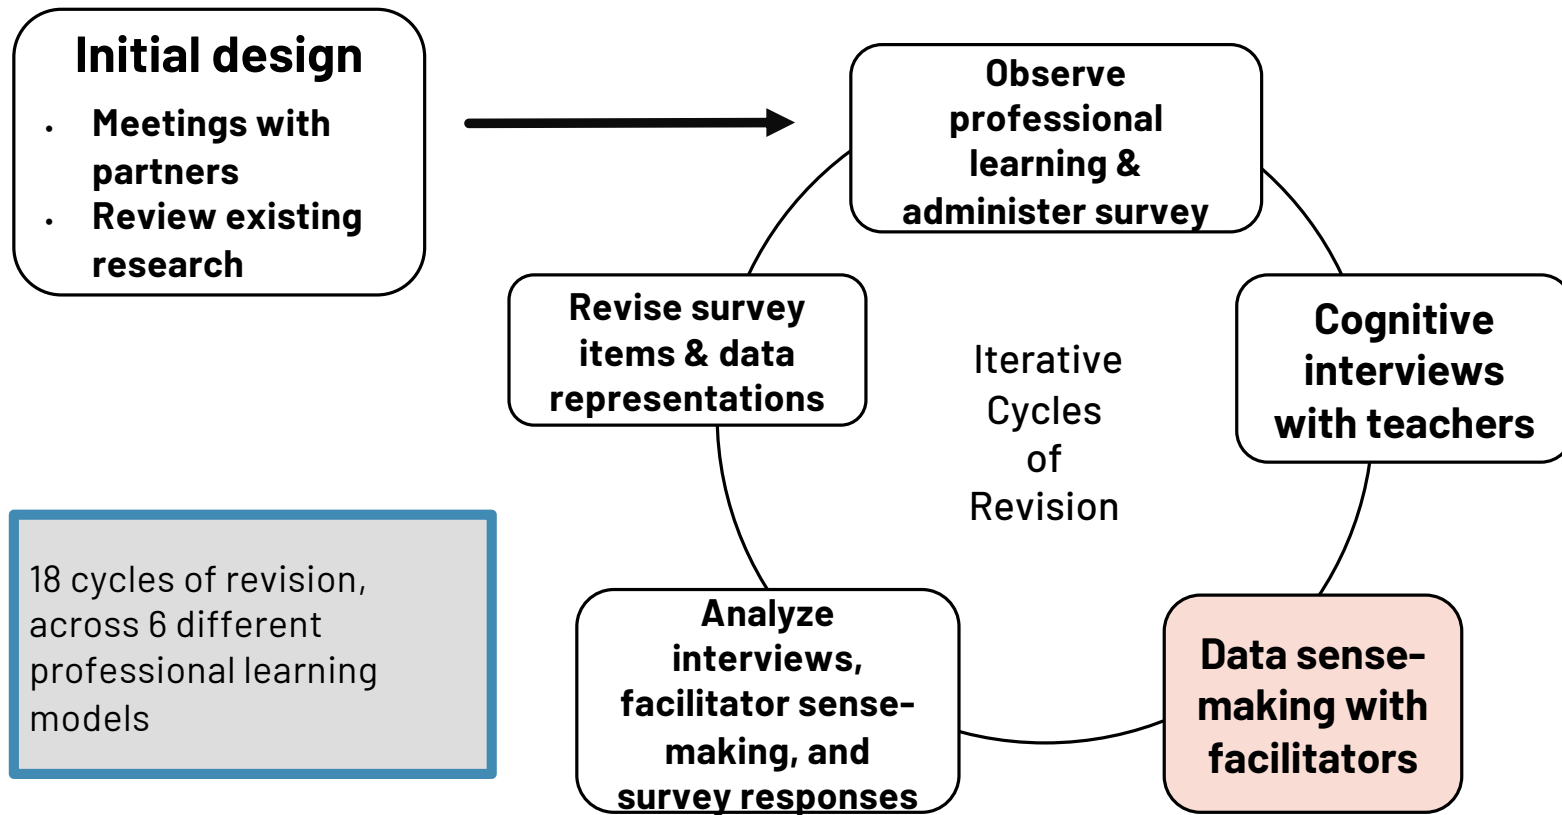 Initial design
· Meetings with
partners
· Review existing
research
Observe
professional
learning &
administer survey
Cognitive
interviews
with teachers
Data sense-
making with
facilitators
Analyze
interviews,
facilitator sense-
making, and
survey responses
Revise survey
items & data
representations
Iterative
Cycles
of
Revision
18 cycles of revision,
across 6 different
professional learning
models